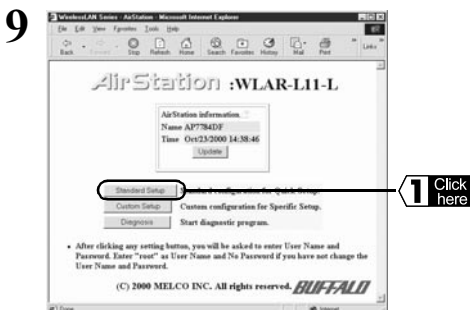 9
WirelessLAN Series - AirStation - Microsoft Internet Explorer
File Edit View Favorites Tools Help
Back Forward Stop Refresh Home Search Favorites History Mail Print Links
AirStation :WLAR-L11-L
AirStation information
Name AP7784DF
Time Oct/23/2000 14:38:46
Update
Standard Setup Standard configuration for Quick Setup.
1 Click here
Custom Setup Custom configuration for Specific Setup.
Diagnosis Start diagnostic program.
• After clicking any setting button, you will be asked to enter User Name and
Password. Enter "root" as User Name and No Password if you have not change the
User Name and Password.
(C) 2000 MELCO INC. All rights reserved. BUFFALO
Done Internet